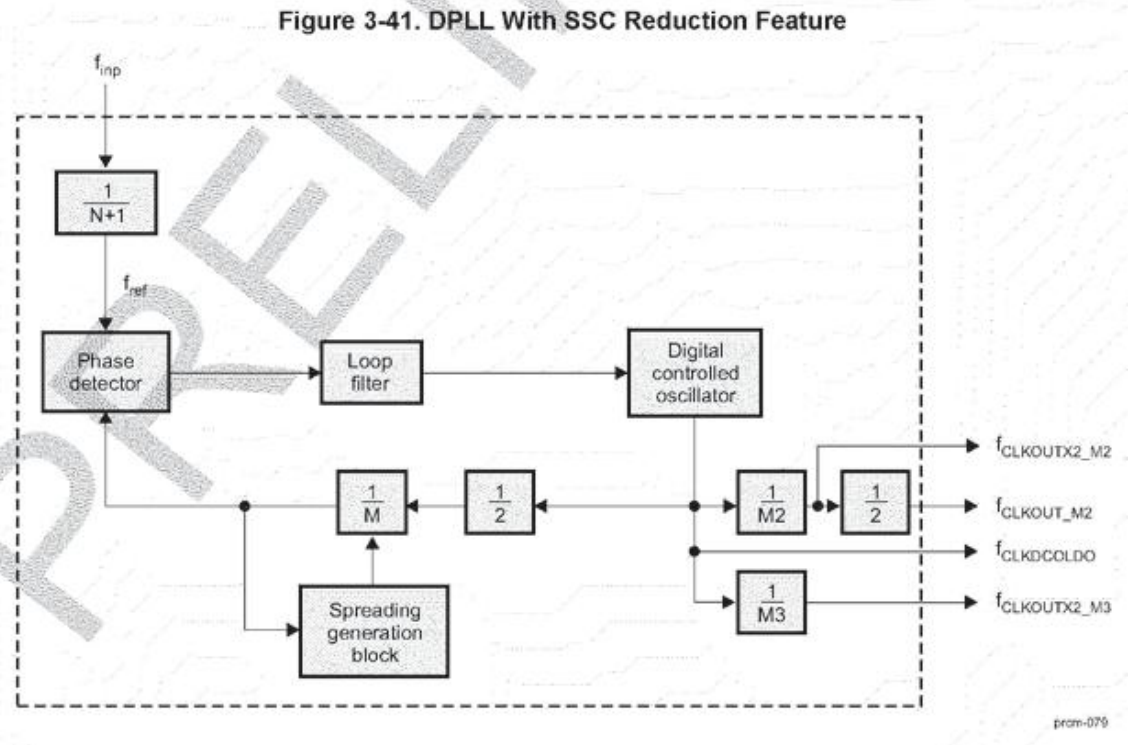 Figure 3-41. DPLL With SSC Reduction Feature
f_inp
1
N+1
f_ref
Phase
detector
Loop
filter
Digital
controlled
oscillator
f_CLKOUTX2_M2
1
M
1
2
1
M2
1
2
f_CLKOUT_M2
f_CLKDCOLDO
1
M3
f_CLKOUTX2_M3
Spreading
generation
block
prcm-079
PRELI